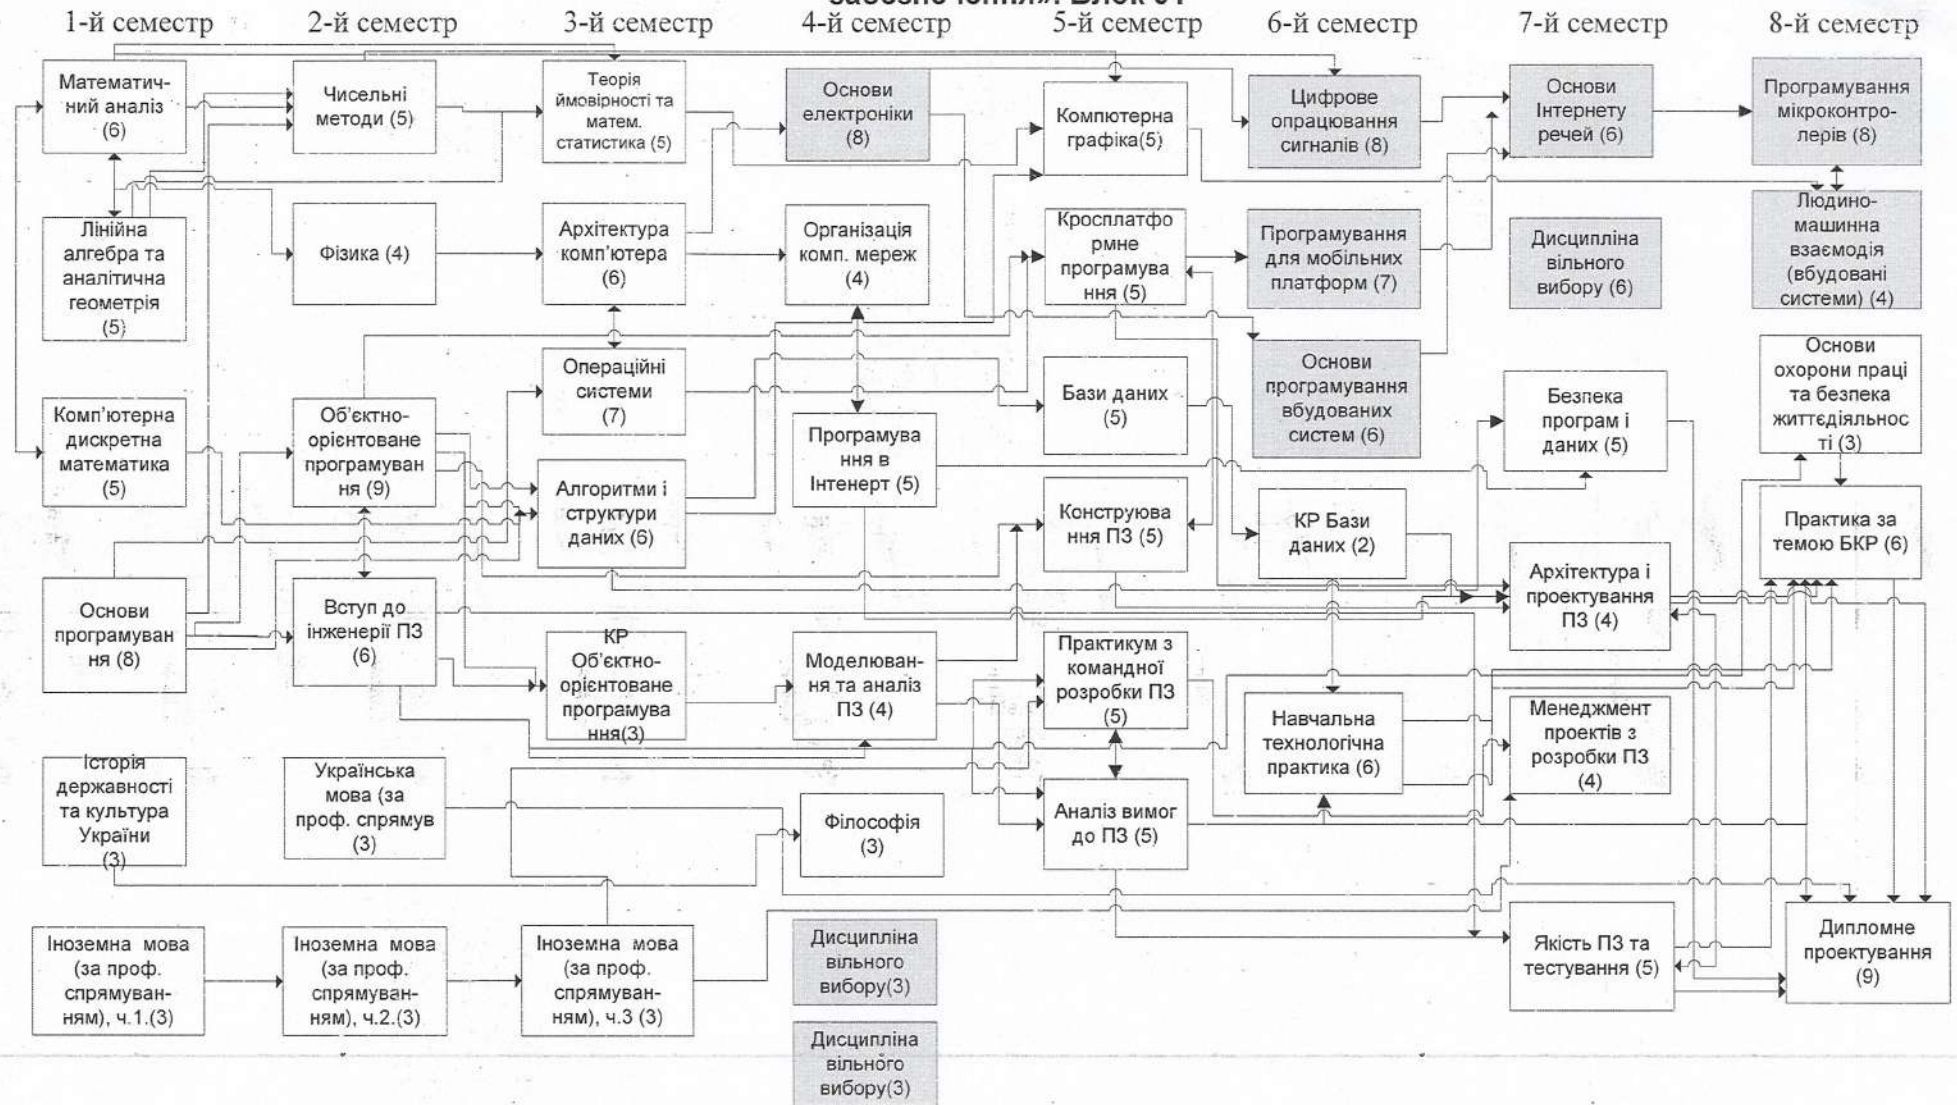 1-й семестр
2-й семестр
3-й семестр
4-й семестр
5-й семестр
6-й семестр
7-й семестр
8-й семестр
Математич-
ний аналіз
(6)
Лінійна
алгебра та
аналітична
геометрія
(5)
Комп'ютерна
дискретна
математика
(5)
Основи
програмуван
ня (8)
Історія
державності
та культура
України
(3)
Іноземна мова
(за проф.
спрямуван-
ням), ч.1.(3)
Чисельні
методи (5)
Фізика (4)
Об'єктно-
орієнтоване
програмуван
ня (9)
Вступ до
інженерії ПЗ
(6)
Українська
мова (за
проф. спрямув
(3)
Іноземна мова
(за проф.
спрямуван-
ням), ч.2.(3)
Теорія
ймовірності та
матем.
статистика (5)
Архітектура
комп'ютера
(6)
Операційні
системи
(7)
Алгоритми і
структури
даних (6)
КР
Об'єктно-
орієнтоване
програмува
ння(3)
Іноземна мова
(за проф.
спрямуван-
ням), ч.3 (3)
Основи
електроніки
(8)
Організація
комп. мереж
(4)
Програмува
ння в
Інтенерт (5)
Моделюван-
ня та аналіз
ПЗ (4)
Філософія
(3)
Дисципліна
вільного
вибору(3)
Дисципліна
вільного
вибору(3)
Компютерна
графіка(5)
Кросплатфо
рмне
програмува
ння (5)
Бази даних
(5)
Конструюва
ння ПЗ (5)
Практикум з
командної
розробки ПЗ
(5)
Аналіз вимог
до ПЗ (5)
Цифрове
опрацювання
сигналів (8)
Програмування
для мобільних
платформ (7)
Основи
програмування
вбудованих
систем (6)
КР Бази
даних (2)
Навчальна
технологічна
практика (6)
Основи
Інтернету
речей (6)
Дисципліна
вільного
вибору (6)
Безпека
програм і
даних (5)
Архітектура і
проектування
ПЗ (4)
Менеджмент
проектів з
розробки ПЗ
(4)
Якість ПЗ та
тестування (5)
Програмування
мікроконтро-
лерів (8)
Людино-
машинна
взаємодія
(вбудовані
системи) (4)
Основи
охорони праці
та безпека
життєдіяльнос
ті (3)
Практика за
темою БКР (6)
Дипломне
проектування
(9)